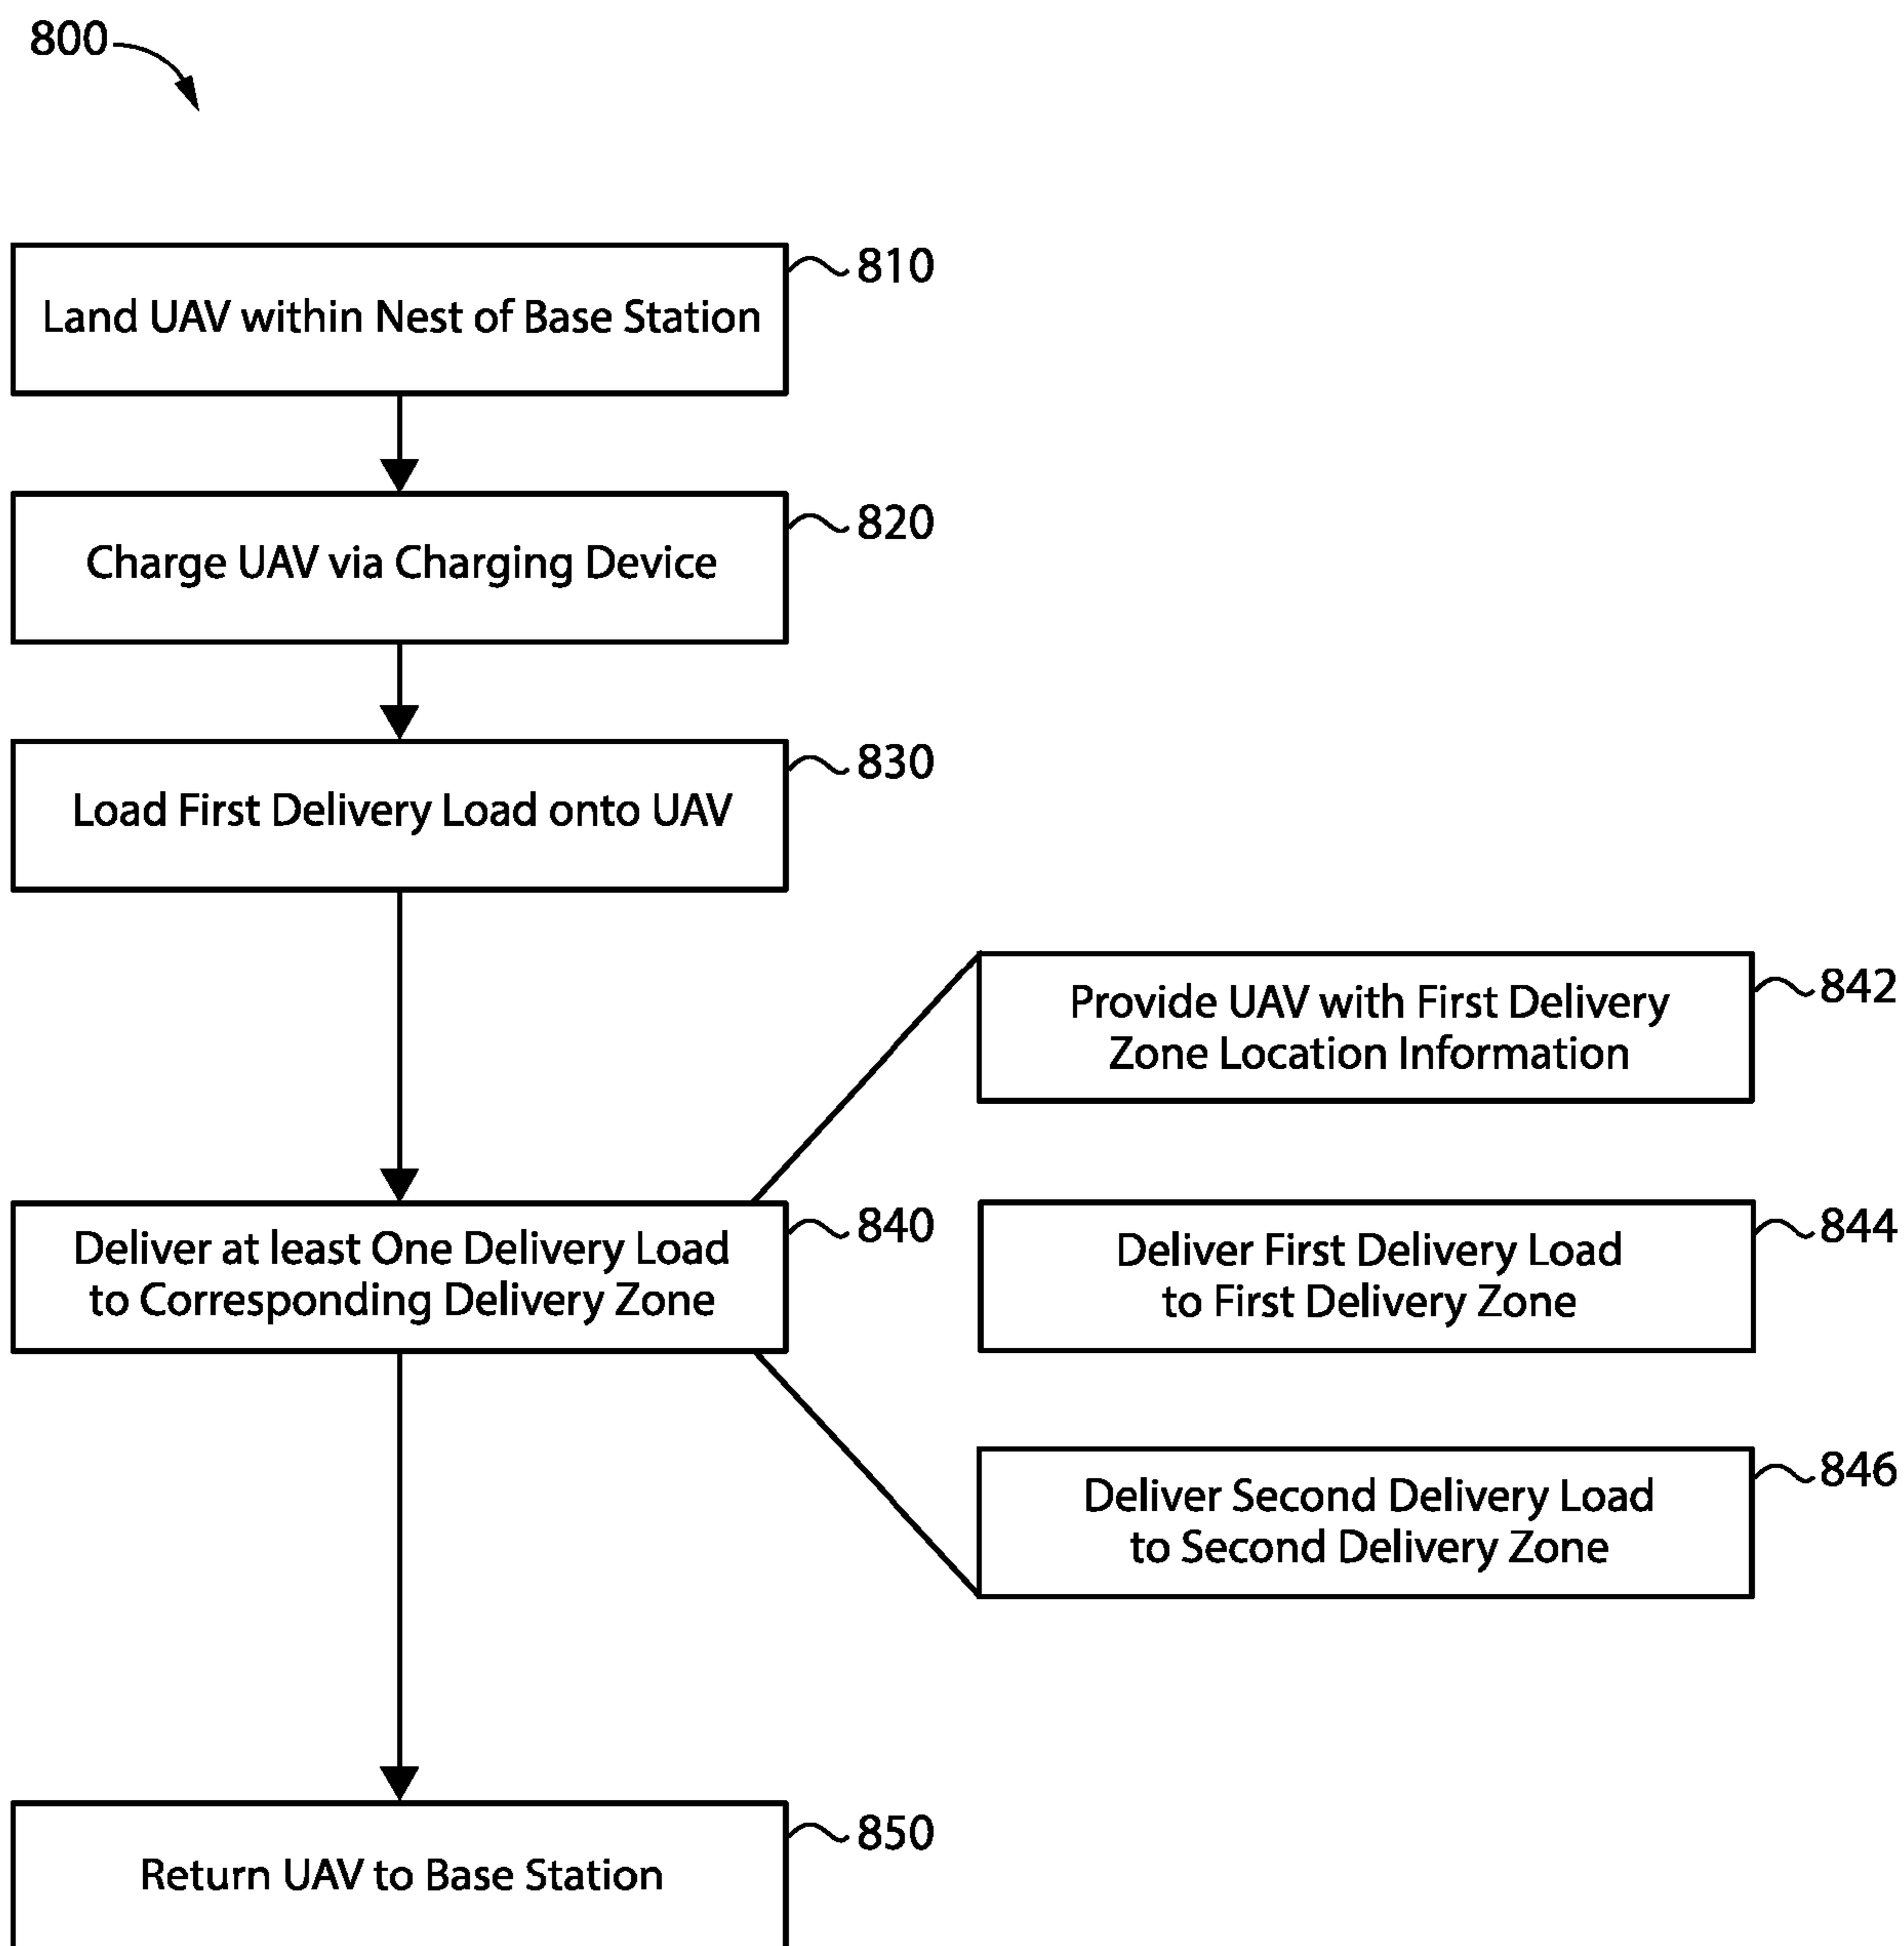 800
Land UAV within Nest of Base Station
810
Charge UAV via Charging Device
820
Load First Delivery Load onto UAV
830
Deliver at least One Delivery Load
to Corresponding Delivery Zone
840
Provide UAV with First Delivery
Zone Location Information
842
Deliver First Delivery Load
to First Delivery Zone
844
Deliver Second Delivery Load
to Second Delivery Zone
846
Return UAV to Base Station
850